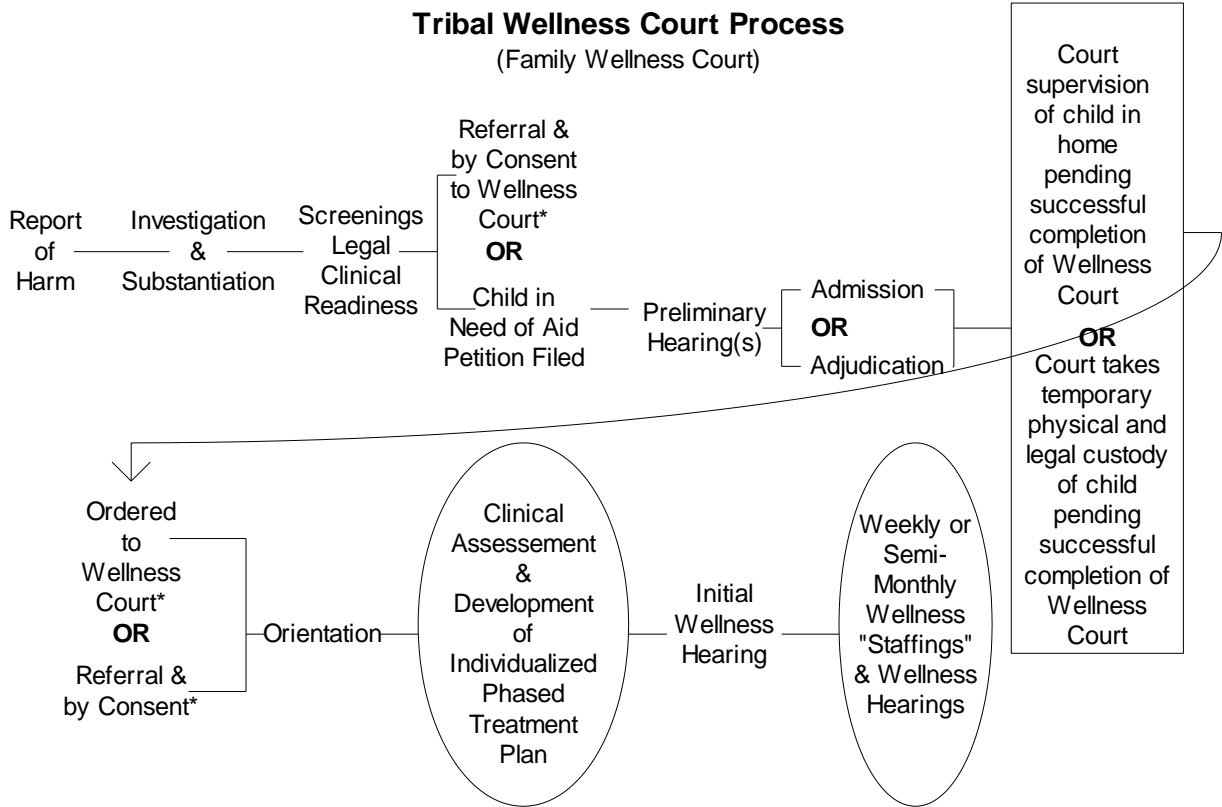 Tribal Wellness Court Process
(Family Wellness Court)
Report
of
Harm
Investigation
&
Substantiation
Screenings
Legal
Clinical
Readiness
Referral &
by Consent
to Wellness
Court*
OR
Child in
Need of Aid
Petition Filed
Preliminary
Hearing(s)
Admission
OR
Adjudication
Court
supervision
of child in
home
pending
successful
completion
of Wellness
Court
OR
Court takes
temporary
physical and
legal custody
of child
pending
successful
completion of
Wellness
Court
Ordered
to
Wellness
Court*
OR
Referral &
by Consent*
Orientation
Clinical
Assessement
&
Development
of
Individualized
Phased
Treatment
Plan
Initial
Wellness
Hearing
Weekly or
Semi-
Monthly
Wellness
"Staffings"
& Wellness
Hearings